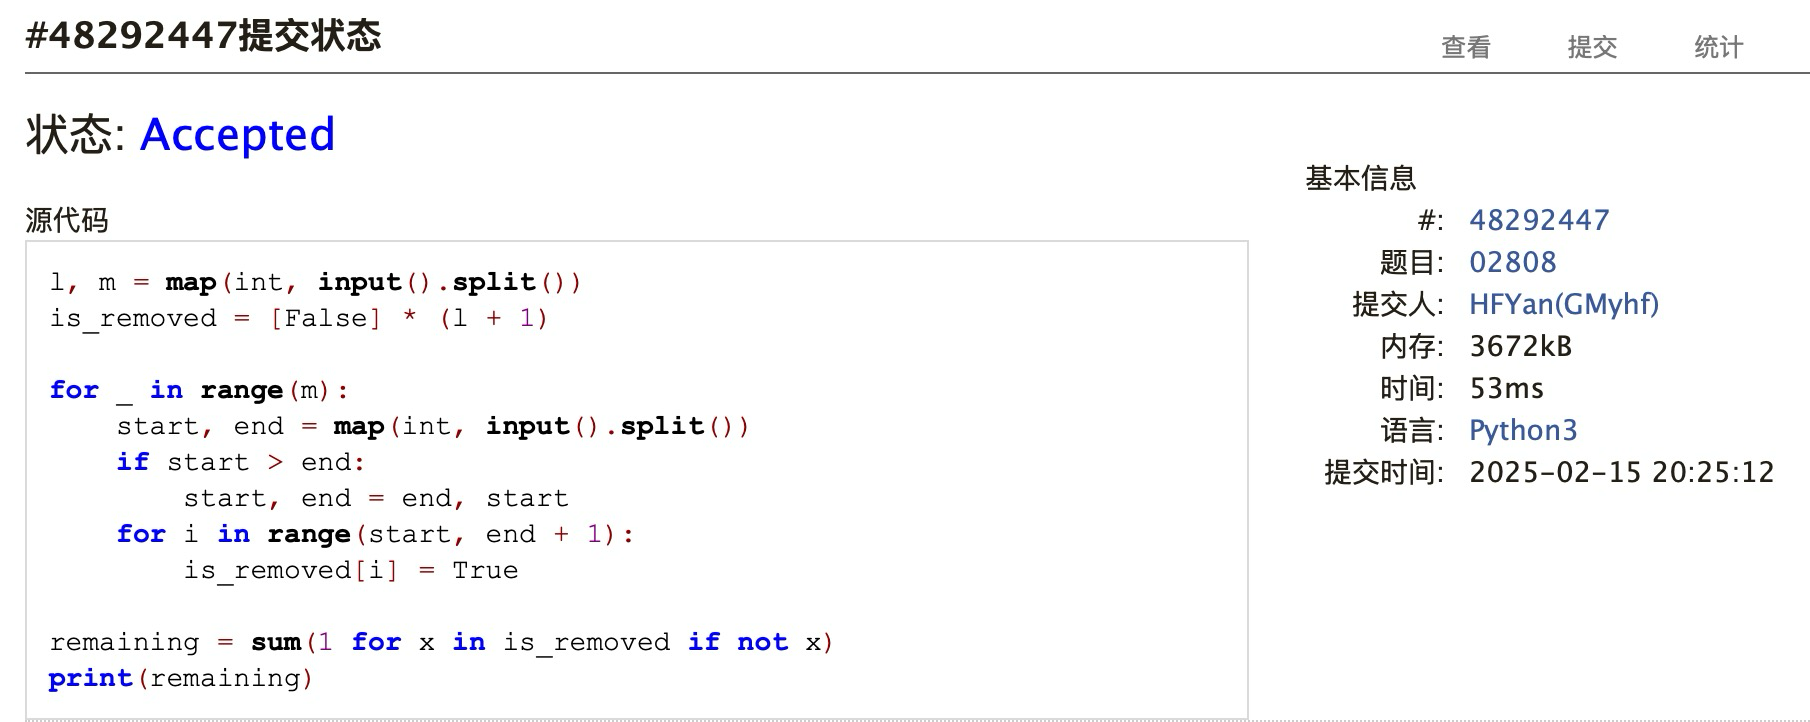 #48292447提交状态
查看 提交 统计
状态: Accepted
源代码
l, m = map(int, input().split())
is_removed = [False] * (l + 1)
for _ in range(m):
    start, end = map(int, input().split())
    if start > end:
        start, end = end, start
    for i in range(start, end + 1):
        is_removed[i] = True
remaining = sum(1 for x in is_removed if not x)
print(remaining)
基本信息
#: 48292447
题目: 02808
提交人: HFYan(GMyhf)
内存: 3672kB
时间: 53ms
语言: Python3
提交时间: 2025-02-15 20:25:12